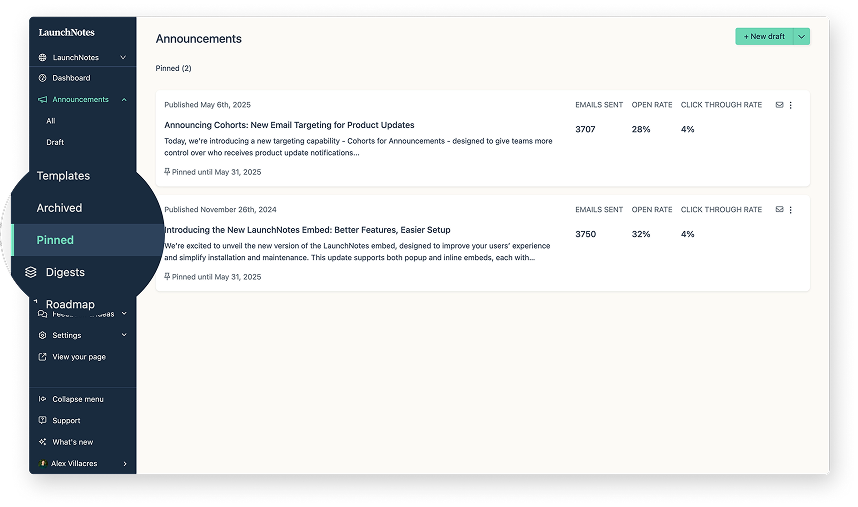 LaunchNotes
LaunchNotes
Dashboard
Announcements
All
Draft
Templates
Archived
Pinned
Digests
Roadmap
Settings
View your page
Collapse menu
Support
What's new
Alex Villacres
Announcements
+ New draft
Pinned (2)
Published May 6th, 2025
EMAILS SENT OPEN RATE CLICK THROUGH RATE
Announcing Cohorts: New Email Targeting for Product Updates
3707 28% 4%
Today, we're introducing a new targeting capability - Cohorts for Announcements - designed to give teams more
control over who receives product update notifications...
Pinned until May 31, 2025
Published November 26th, 2024
EMAILS SENT OPEN RATE CLICK THROUGH RATE
Introducing the New LaunchNotes Embed: Better Features, Easier Setup
3750 32% 4%
We're excited to unveil the new version of the LaunchNotes embed, designed to improve your users' experience
and simplify installation and maintenance. This update supports both popup and inline embeds, each with...
Pinned until May 31, 2025